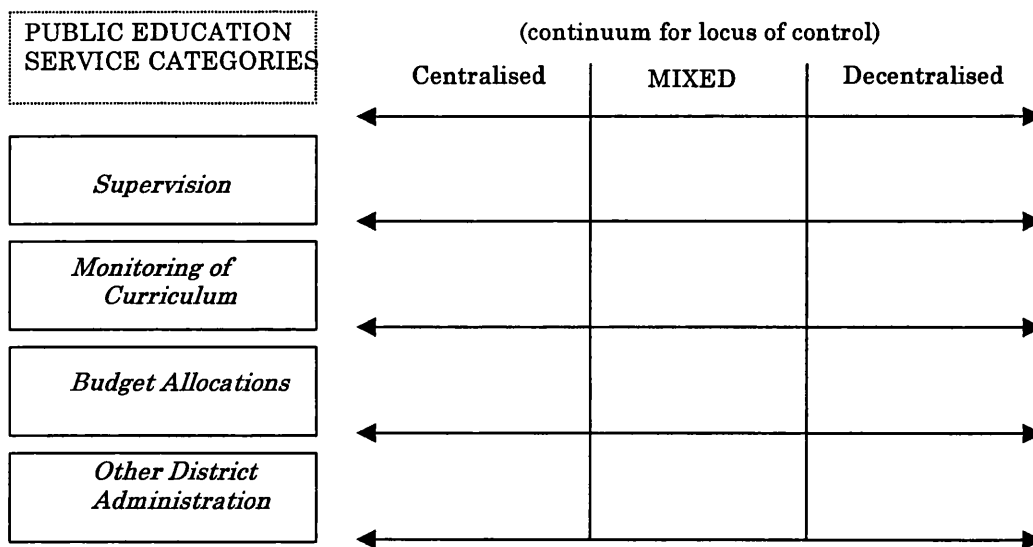 PUBLIC EDUCATION
SERVICE CATEGORIES
(continuum for locus of control)
Centralised MIXED Decentralised
Supervision
Monitoring of
Curriculum
Budget Allocations
Other District
Administration